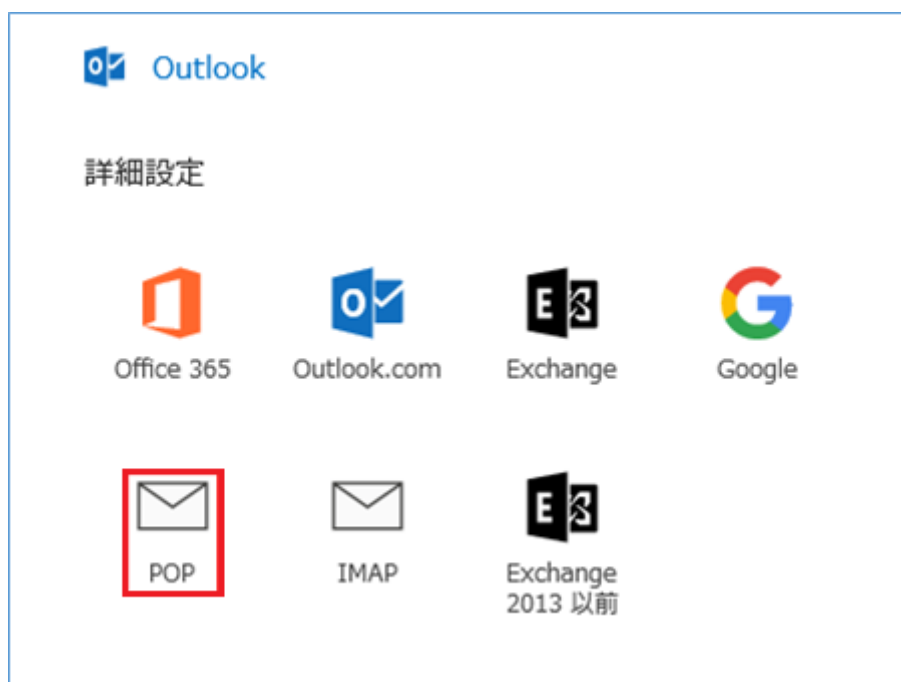 Outlook
詳細設定
Office 365
Outlook.com
Exchange
Google
POP
IMAP
Exchange
2013 以前